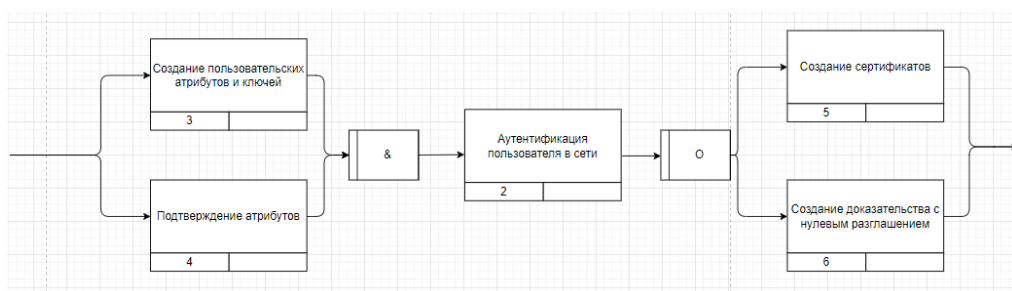 Создание пользовательских
атрибутов и ключей
3
Подтверждение атрибутов
4
&
Аутентификация
пользователя в сети
2
O
Создание сертификатов
5
Создание доказательства с
нулевым разглашением
6